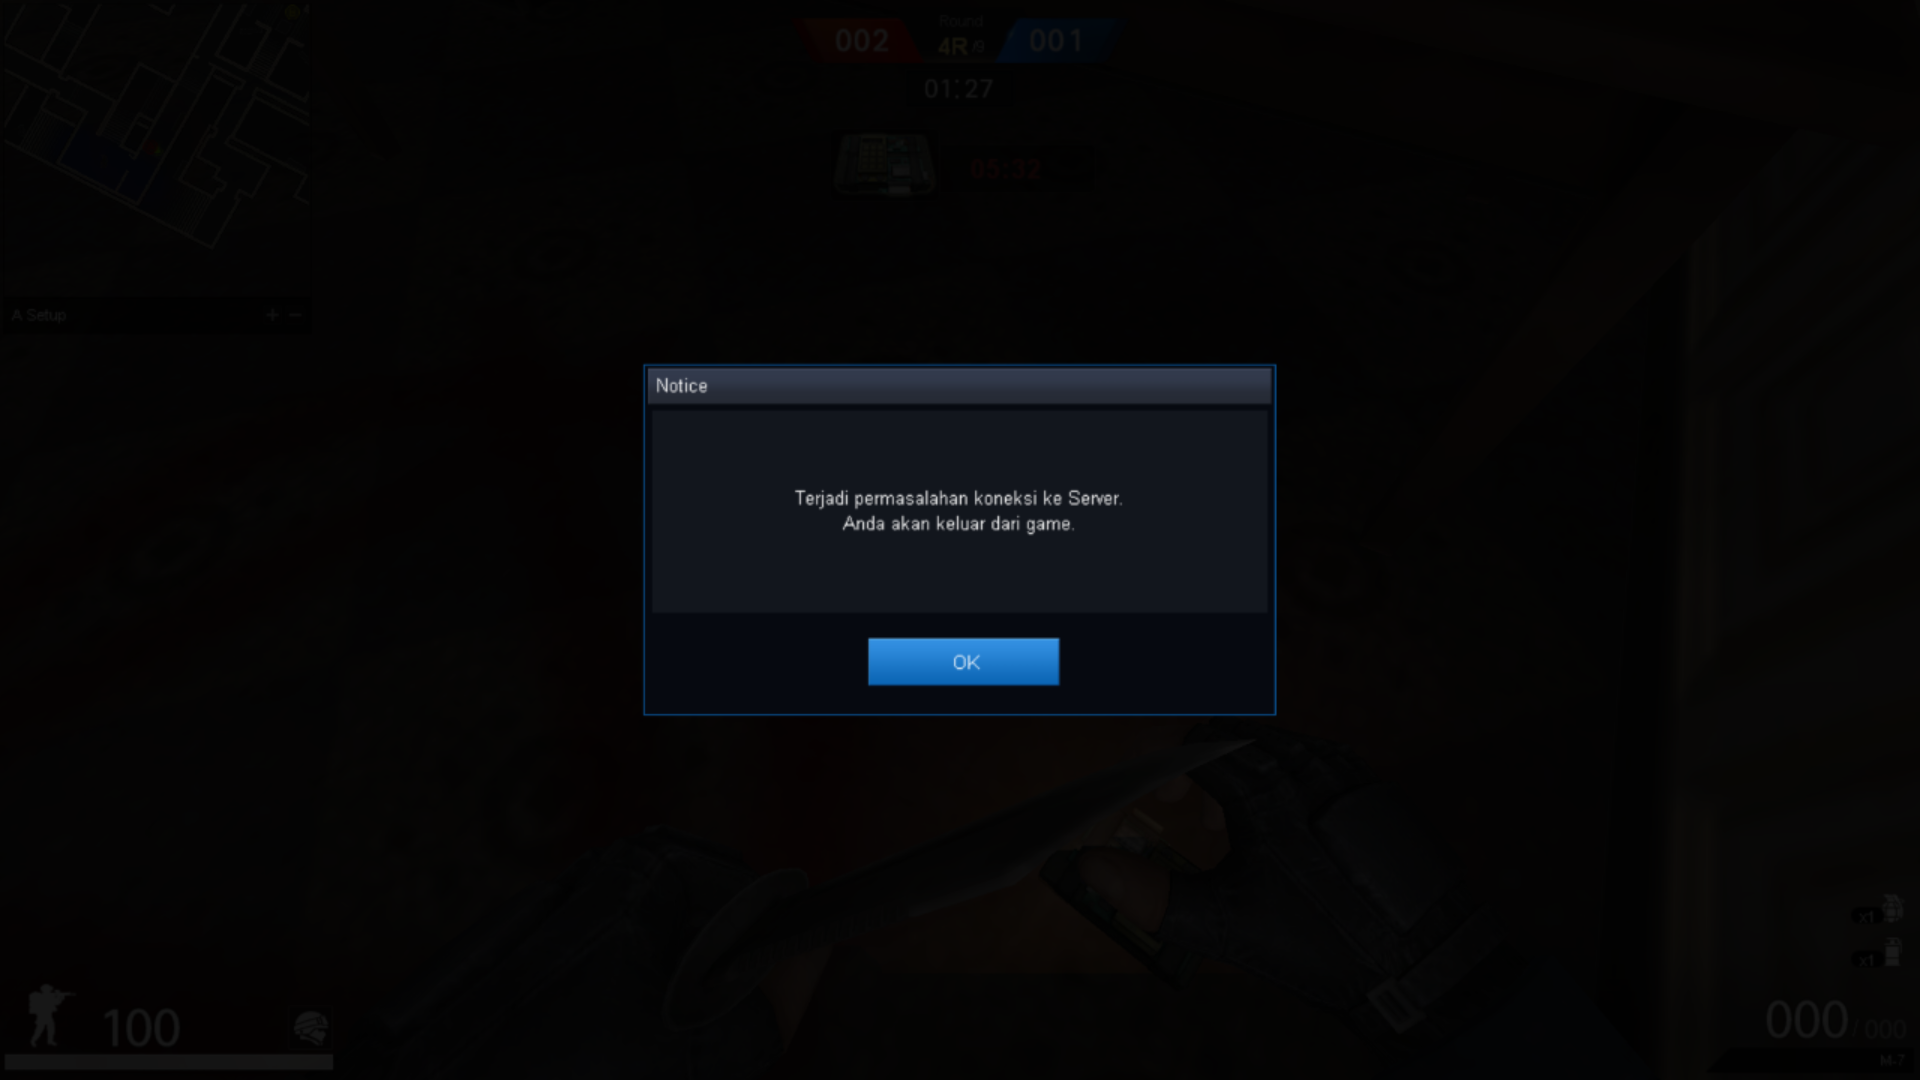 002
Round
4R/9
001
01:27
05:32
A Setup
+ -
Notice
Terjadi permasalahan koneksi ke Server.
Anda akan keluar dari game.
OK
x1
x1
100
000/000
M-7